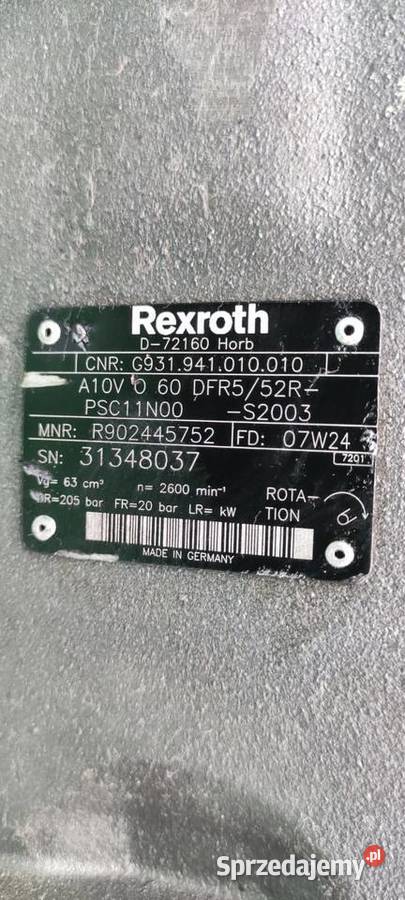 Rexroth
D-72160 Horb
CNR: G931.941.010.010
A10V O 60 DFR5/52R-
PSC11N00 -S2003
MNR: R902445752 FD: 07W24
SN: 31348037 7201
Vg= 63 cm³ n= 2600 min⁻¹
DR=205 bar FR=20 bar LR= kW
ROTA-
TION
MADE IN GERMANY
Sprzedajemy.pl